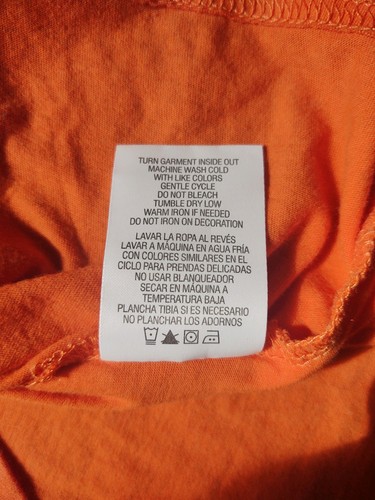 TURN GARMENT INSIDE OUT
MACHINE WASH COLD
WITH LIKE COLORS
GENTLE CYCLE
DO NOT BLEACH
TUMBLE DRY LOW
WARM IRON IF NEEDED
DO NOT IRON ON DECORATION
LAVAR LA ROPA AL REVÉS
LAVAR A MÁQUINA EN AGUA FRÍA
CON COLORES SIMILARES EN EL
CICLO PARA PRENDAS DELICADAS
NO USAR BLANQUEADOR
SECAR EN MÁQUINA A
TEMPERATURA BAJA
PLANCHA TIBIA SI ES NECESARIO
NO PLANCHAR LOS ADORNOS